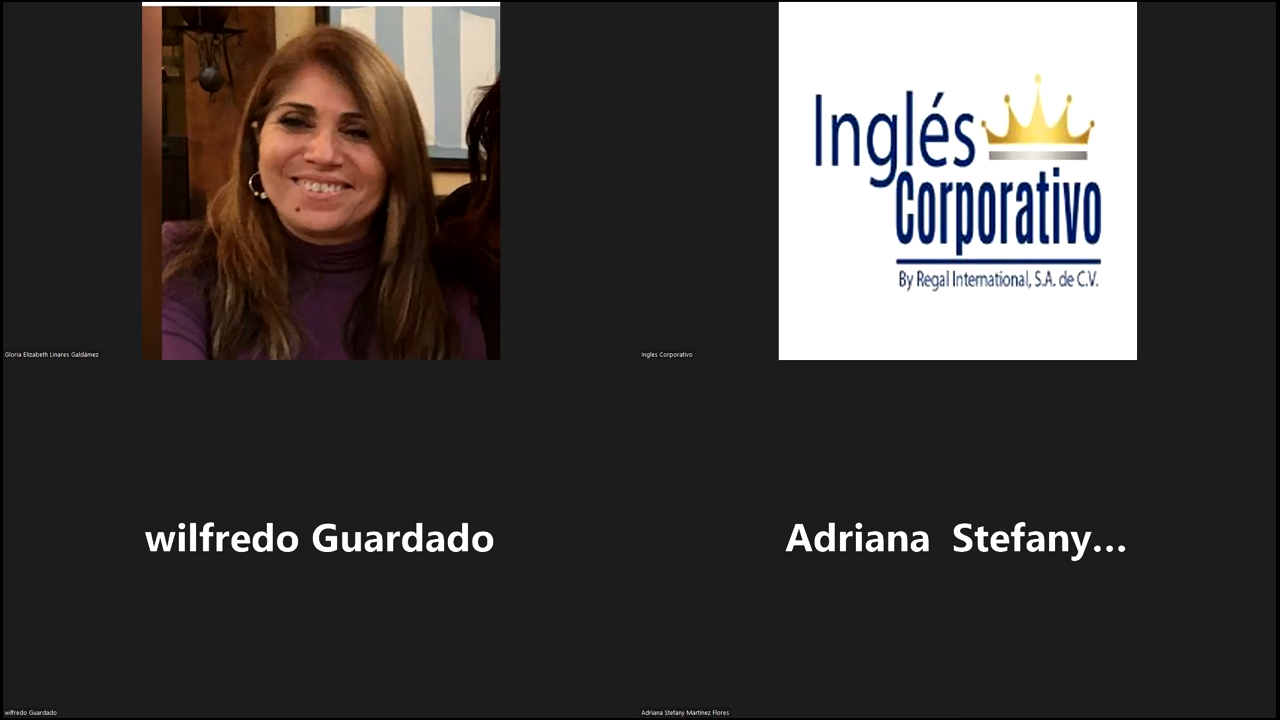 Inglés
Corporativo
By Regal International, S.A. de C.V.
Gloria Elizabeth Linares Galdámez
Ingles Corporativo
wilfredo Guardado
Adriana Stefany...
wilfredo Guardado
Adriana Stefany Martínez Flores